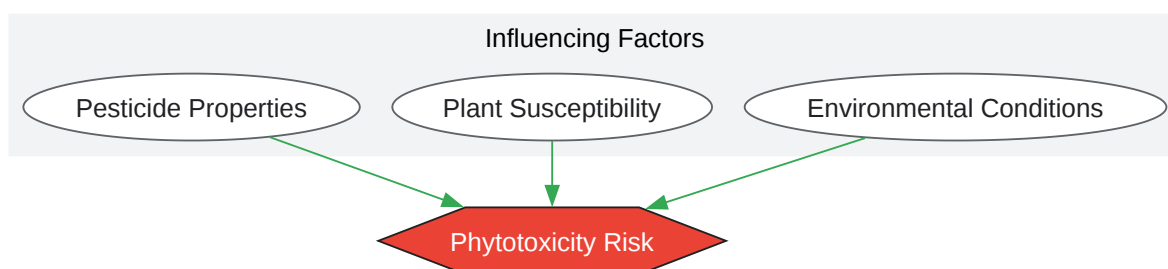 Influencing Factors
Pesticide Properties
Plant Susceptibility
Environmental Conditions
Phytotoxicity Risk